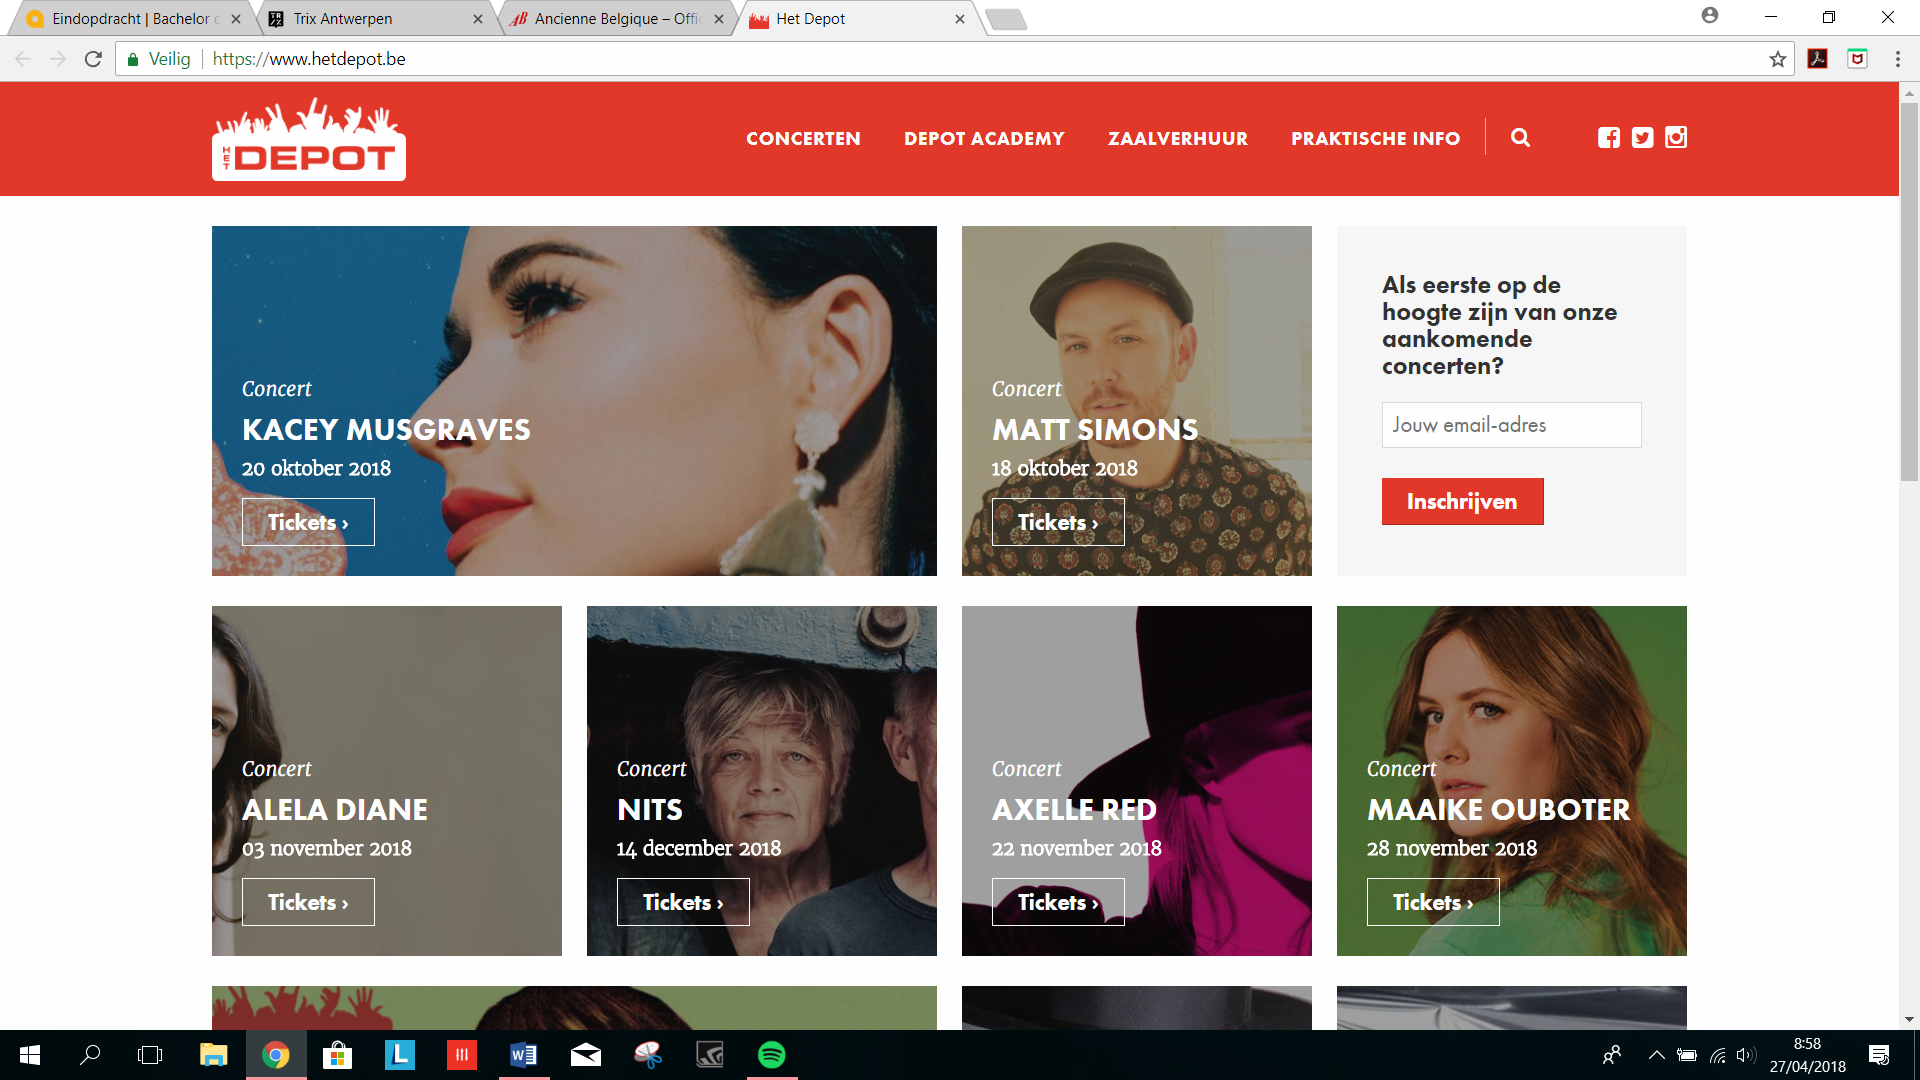 Eindopdracht | Bachelor
Trix Antwerpen
Ancienne Belgique – Offi
Het Depot
Veilig
https://www.hetdepot.be
HET DEPOT
CONCERTEN
DEPOT ACADEMY
ZAALVERHUUR
PRAKTISCHE INFO
Concert
KACEY MUSGRAVES
20 oktober 2018
Tickets ›
Concert
MATT SIMONS
18 oktober 2018
Tickets ›
Als eerste op de
hoogte zijn van onze
aankomende
concerten?
Jouw email-adres
Inschrijven
Concert
ALELA DIANE
03 november 2018
Tickets ›
Concert
NITS
14 december 2018
Tickets ›
Concert
AXELLE RED
22 november 2018
Tickets ›
Concert
MAAIKE OUBOTER
28 november 2018
Tickets ›
8:58
27/04/2018